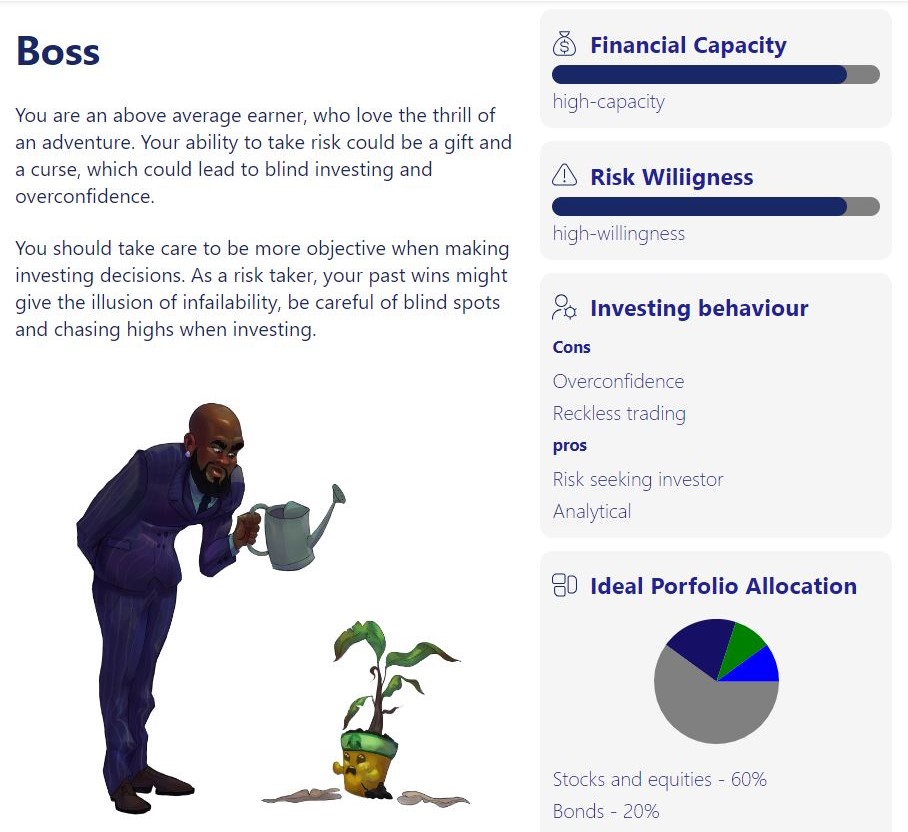 Boss
You are an above average earner, who love the thrill of
an adventure. Your ability to take risk could be a gift and
a curse, which could lead to blind investing and
overconfidence.
You should take care to be more objective when making
investing decisions. As a risk taker, your past wins might
give the illusion of infailability, be careful of blind spots
and chasing highs when investing.
Financial Capacity
high-capacity
Risk Wiliigness
high-willingness
Investing behaviour
Cons
Overconfidence
Reckless trading
pros
Risk seeking investor
Analytical
Ideal Porfolio Allocation
Stocks and equities - 60%
Bonds - 20%